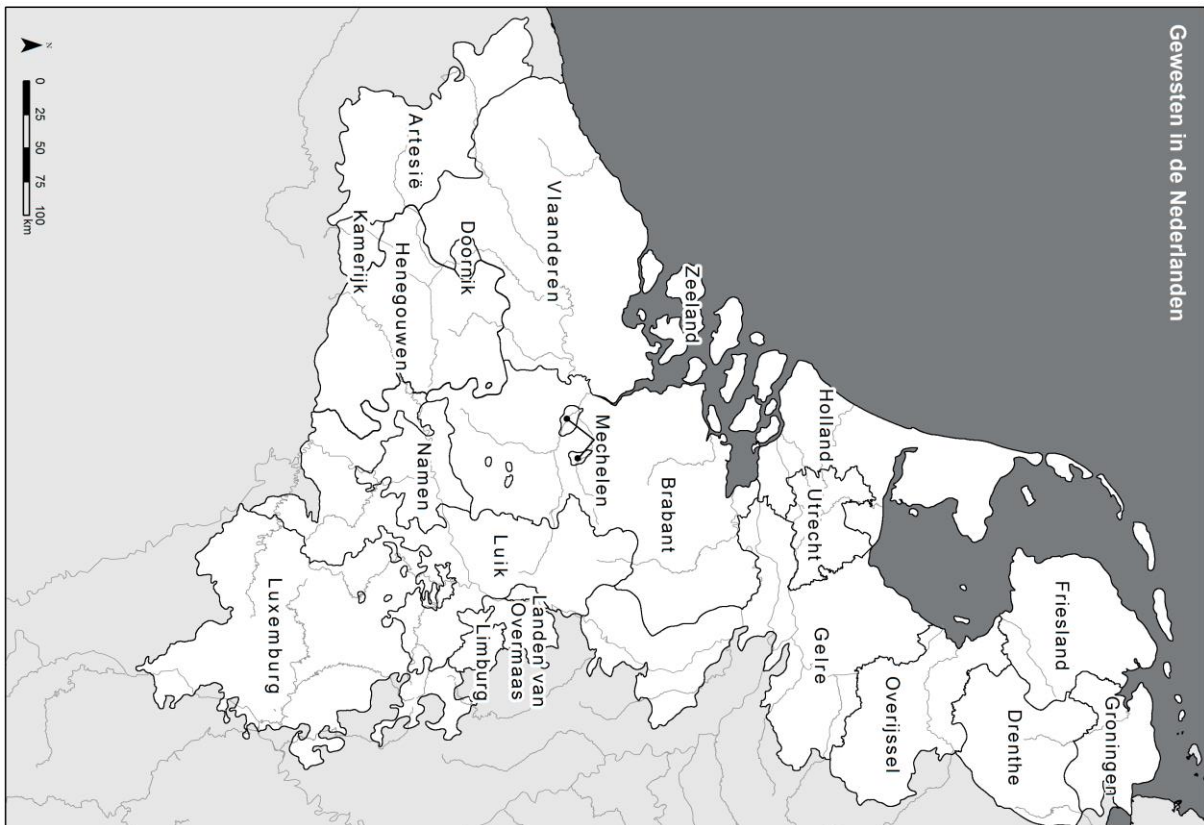 Gewesten in de Nederlanden
Groningen
Friesland
Drenthe
Overijssel
Holland
Utrecht
Gelre
Zeeland
Brabant
Mechelen
Vlaanderen
Landen van
Overmaas
Limburg
Luik
Doornik
Namen
Artesië
Henegouwen
Kamerijk
Luxemburg
N
0 25 50 75 100
km